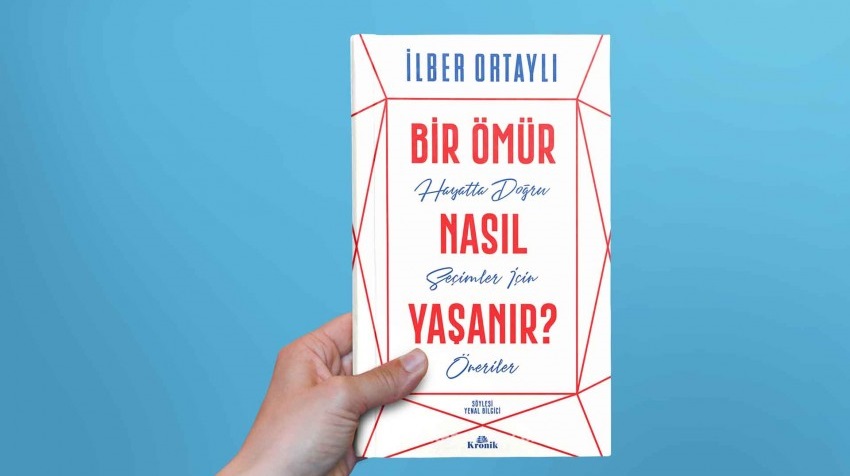 İLBER ORTAYLI
BİR ÖMÜR
Hayatta Doğru
NASIL
Seçimler İçin
YAŞANIR?
Öneriler
SÖYLEŞİ
YENAL BİLGİCİ
Kronik